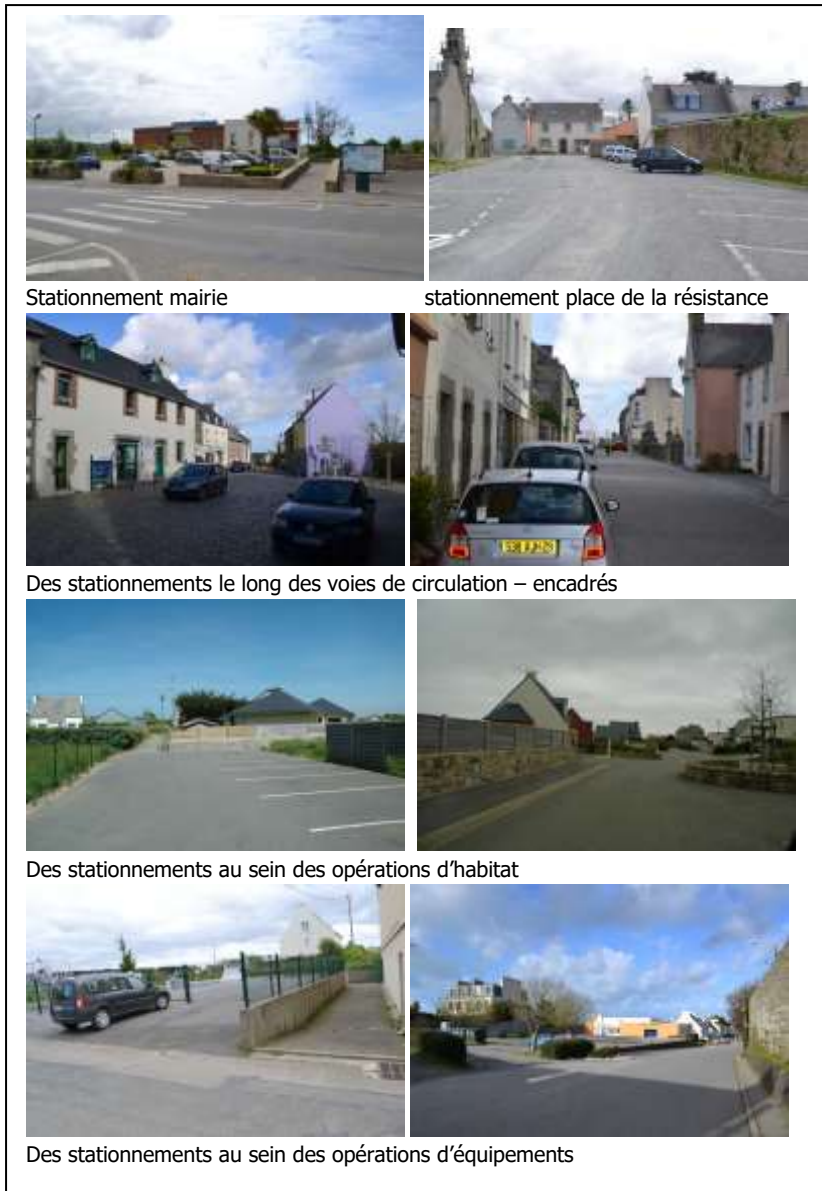 Stationnement mairie
stationnement place de la résistance
Des stationnements le long des voies de circulation – encadrés
Des stationnements au sein des opérations d'habitat
Des stationnements au sein des opérations d'équipements